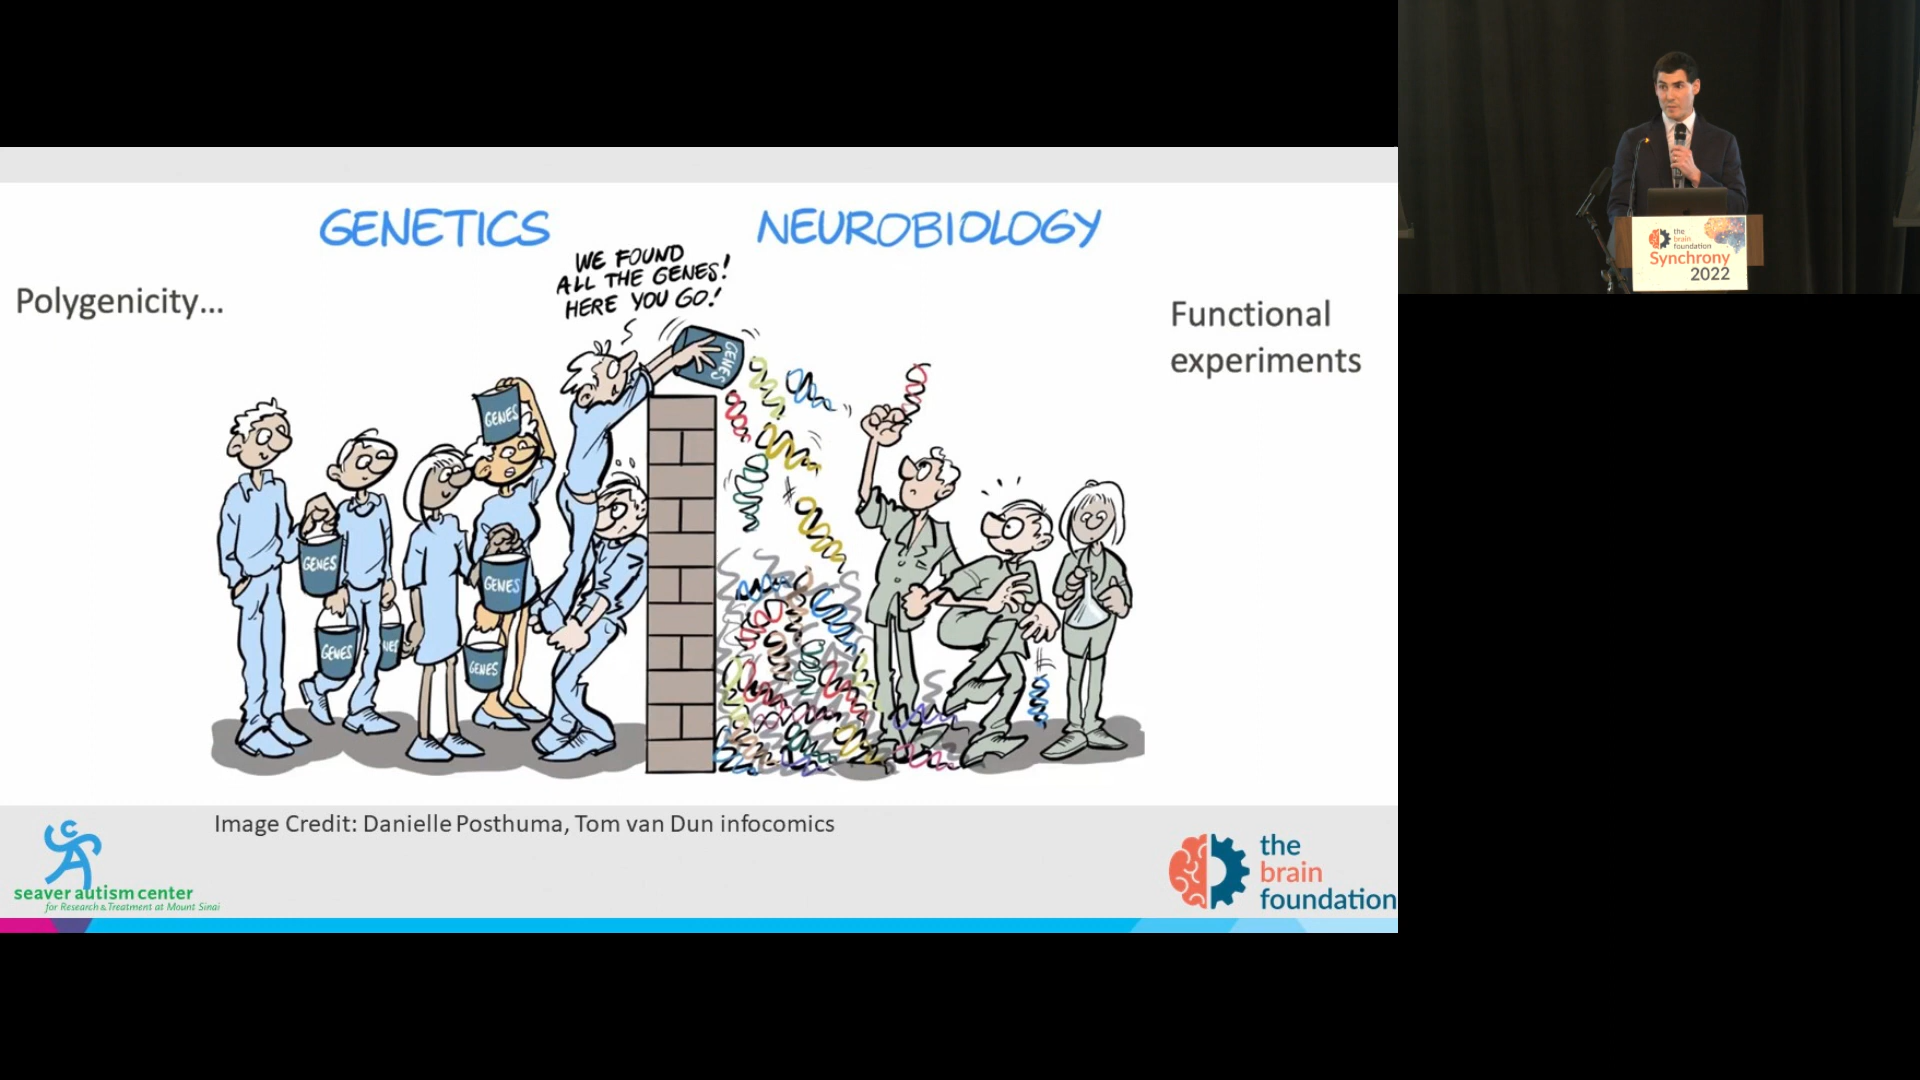 GENETICS
NEUROBIOLOGY
WE FOUND
ALL THE GENES!
HERE YOU GO!
Polygenicity...
Functional
experiments
GENES
GENES
GENES
GENES
GENES
GENES
Image Credit: Danielle Posthuma, Tom van Dun infocomics
seaver autism center
for Research & Treatment at Mount Sinai
the
brain
foundation
the
brain
foundation
Synchrony
2022